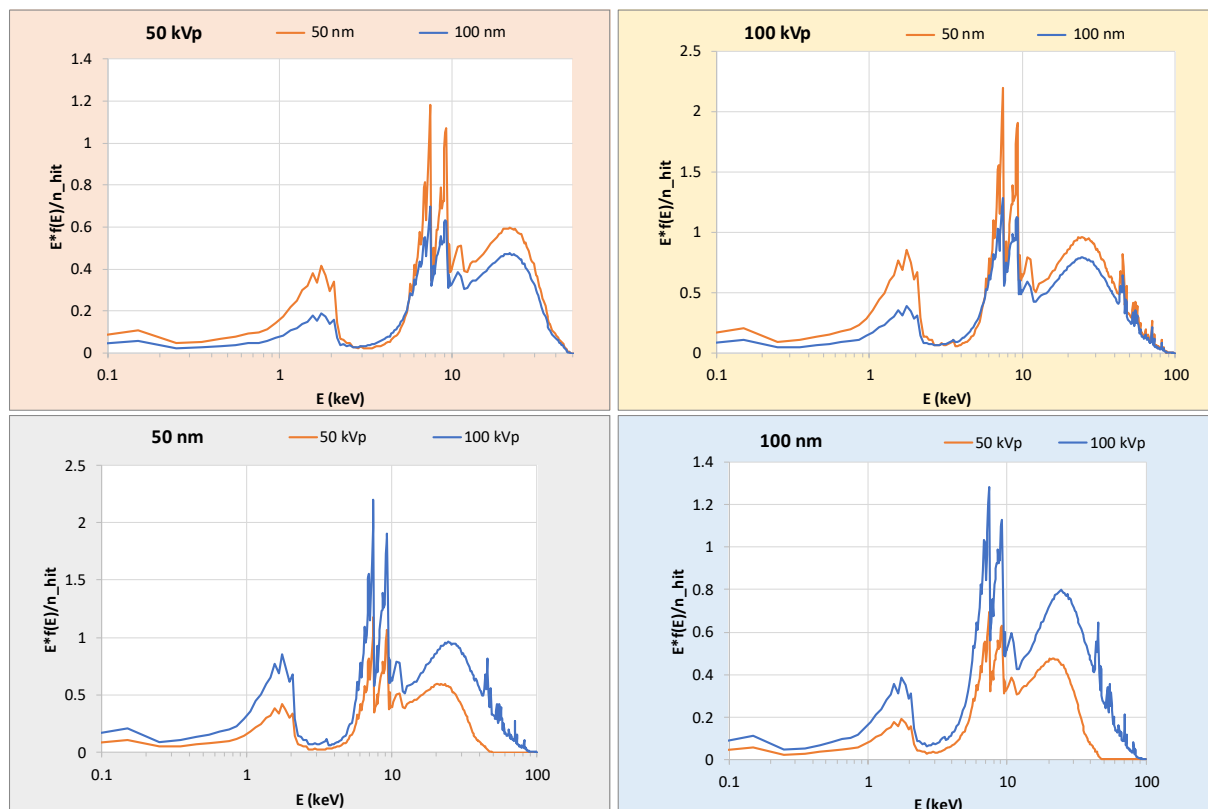 50 kVp 50 nm 100 nm
1.4
1.2
1
0.8
0.6
0.4
0.2
0
E*f(E)/n_hit
0.1 1 10
E (keV)
100 kVp 50 nm 100 nm
2.5
2
1.5
1
0.5
0
E*f(E)/n_hit
0.1 1 10 100
E (keV)
50 nm 50 kVp 100 kVp
2.5
2
1.5
1
0.5
0
E*f(E)/n_hit
0.1 1 10 100
E (keV)
100 nm 50 kVp 100 kVp
1.4
1.2
1
0.8
0.6
0.4
0.2
0
E*f(E)/n_hit
0.1 1 10 100
E (keV)